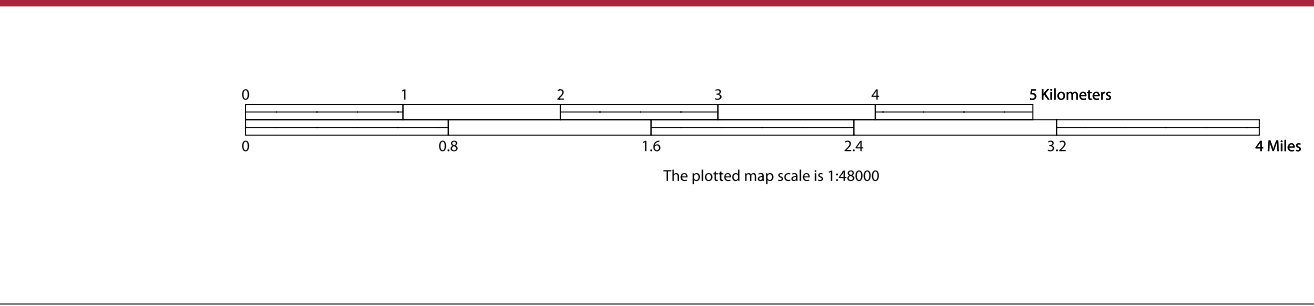 0 1 2 3 4 5 Kilometers
0 0.8 1.6 2.4 3.2 4 Miles
The plotted map scale is 1:48000